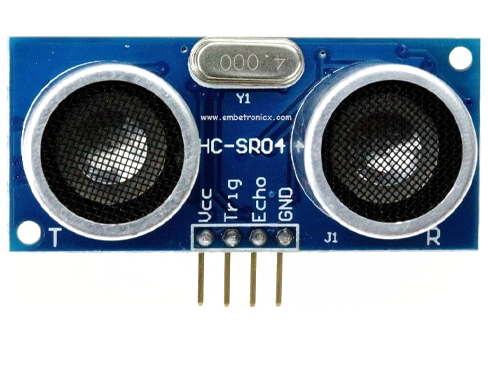 4.000
Y1
www.embetronicx.com
HC-SR04
Vcc
Trig
Echo
GND
T
J1
R